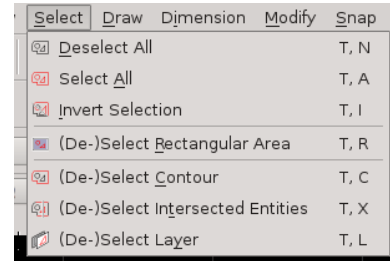 Select Draw Dimension Modify Snap
Deselect All T, N
Select All T, A
Invert Selection T, I
(De-)Select Rectangular Area T, R
(De-)Select Contour T, C
(De-)Select Intersected Entities T, X
(De-)Select Layer T, L